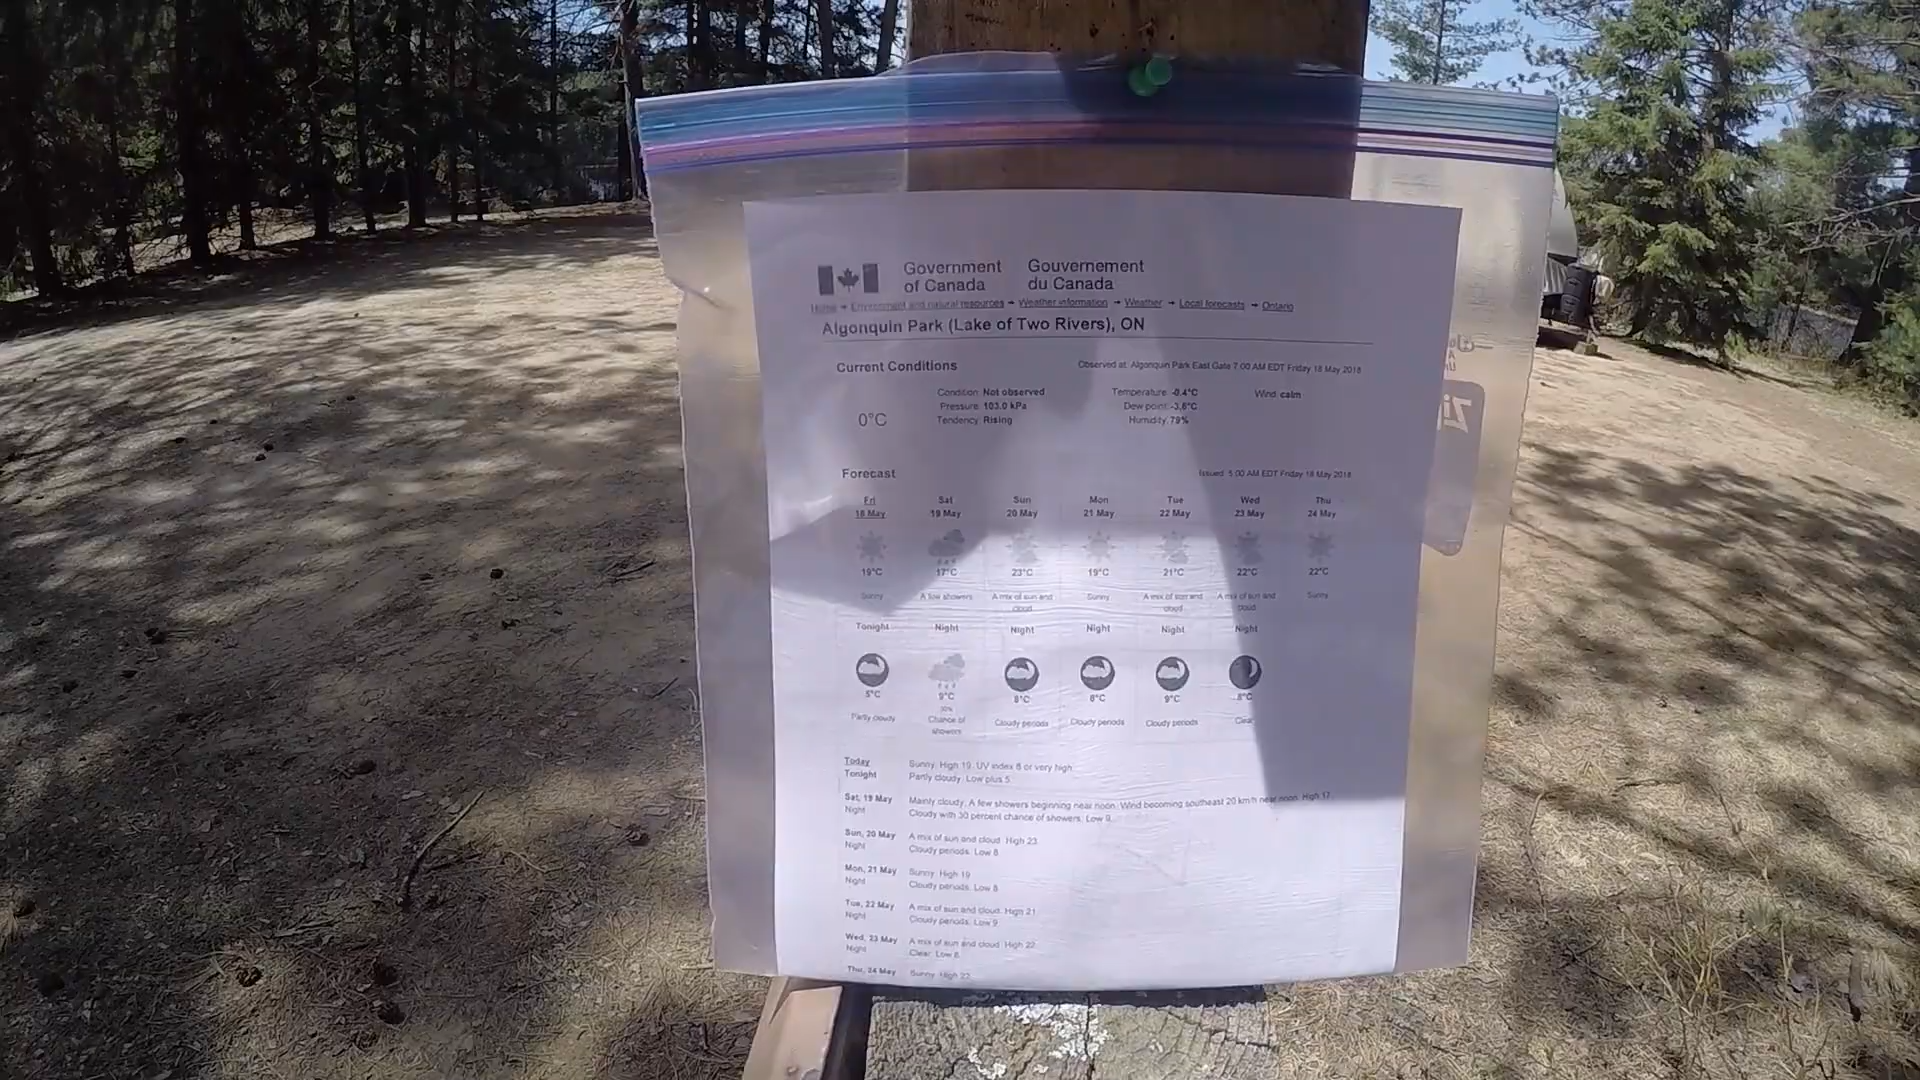 Government Gouvernement
of Canada du Canada
Home → Environment and natural resources → Weather information → Weather → Local forecasts → Ontario
Algonquin Park (Lake of Two Rivers), ON
Current Conditions Observed at: Algonquin Park East Gate 7:00 AM EDT Friday 18 May 2018
0°C
Condition: Not observed Temperature: -0.4°C Wind: calm
Pressure: 103.0 kPa Dew point: -3.6°C
Tendency: Rising Humidity: 79%
Forecast Issued: 5:00 AM EDT Friday 18 May 2018
Fri Sat Sun Mon Tue Wed Thu
18 May 19 May 20 May 21 May 22 May 23 May 24 May
19°C 17°C 23°C 19°C 21°C 22°C 22°C
Sunny A few showers A mix of sun and Sunny A mix of sun and A mix of sun and Sunny
cloud cloud cloud
Tonight Night Night Night Night Night
5°C 9°C 8°C 8°C 9°C 8°C
30%
Partly cloudy Chance of Cloudy periods Cloudy periods Cloudy periods Clear
showers
Today Sunny. High 19. UV index 8 or very high.
Tonight Partly cloudy. Low plus 5.
Sat, 19 May Mainly cloudy. A few showers beginning near noon. Wind becoming southeast 20 km/h near noon. High 17.
Night Cloudy with 30 percent chance of showers. Low 9.
Sun, 20 May A mix of sun and cloud. High 23.
Night Cloudy periods. Low 8.
Mon, 21 May Sunny. High 19.
Night Cloudy periods. Low 8.
Tue, 22 May A mix of sun and cloud. High 21.
Night Cloudy periods. Low 9.
Wed, 23 May A mix of sun and cloud. High 22.
Night Clear. Low 8.
Thu, 24 May Sunny. High 22.